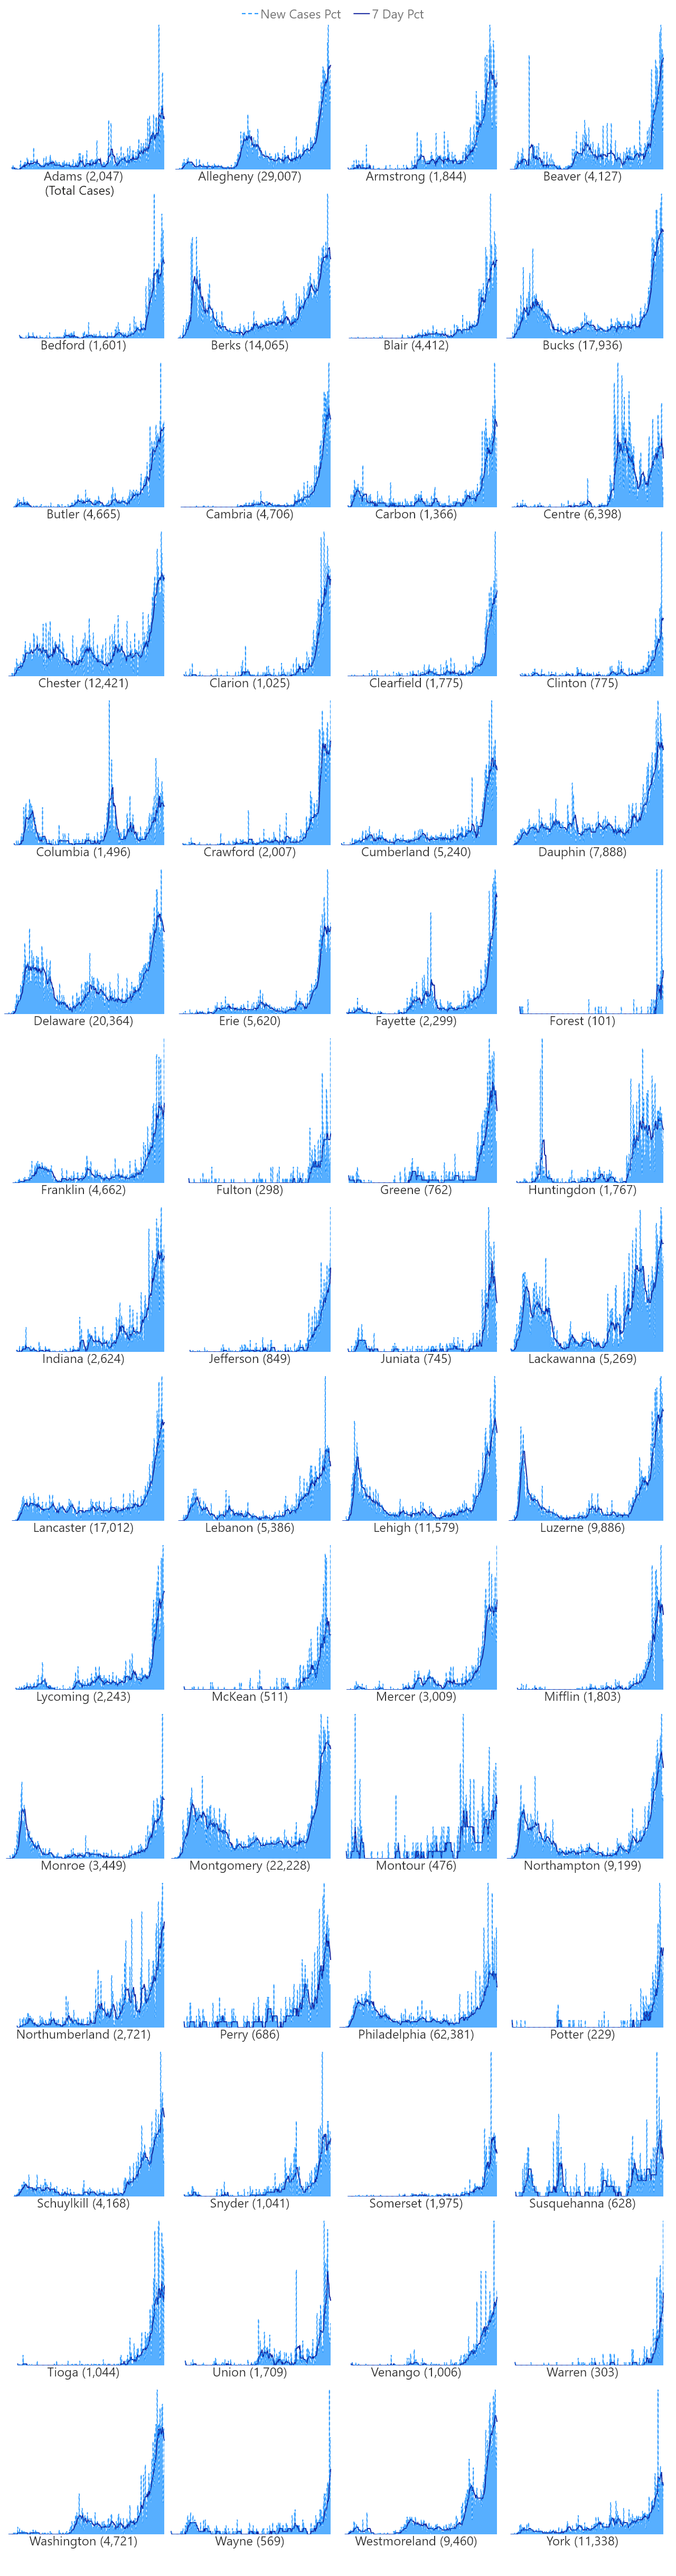 New Cases Pct 7 Day Pct
Adams (2,047) Allegheny (29,007) Armstrong (1,844) Beaver (4,127)
(Total Cases)
Bedford (1,601) Berks (14,065) Blair (4,412) Bucks (17,936)
Butler (4,665) Cambria (4,706) Carbon (1,366) Centre (6,398)
Chester (12,421) Clarion (1,025) Clearfield (1,775) Clinton (775)
Columbia (1,496) Crawford (2,007) Cumberland (5,240) Dauphin (7,888)
Delaware (20,364) Erie (5,620) Fayette (2,299) Forest (101)
Franklin (4,662) Fulton (298) Greene (762) Huntingdon (1,767)
Indiana (2,624) Jefferson (849) Juniata (745) Lackawanna (5,269)
Lancaster (17,012) Lebanon (5,386) Lehigh (11,579) Luzerne (9,886)
Lycoming (2,243) McKean (511) Mercer (3,009) Mifflin (1,803)
Monroe (3,449) Montgomery (22,228) Montour (476) Northampton (9,199)
Northumberland (2,721) Perry (686) Philadelphia (62,381) Potter (229)
Schuylkill (4,168) Snyder (1,041) Somerset (1,975) Susquehanna (628)
Tioga (1,044) Union (1,709) Venango (1,006) Warren (303)
Washington (4,721) Wayne (569) Westmoreland (9,460) York (11,338)